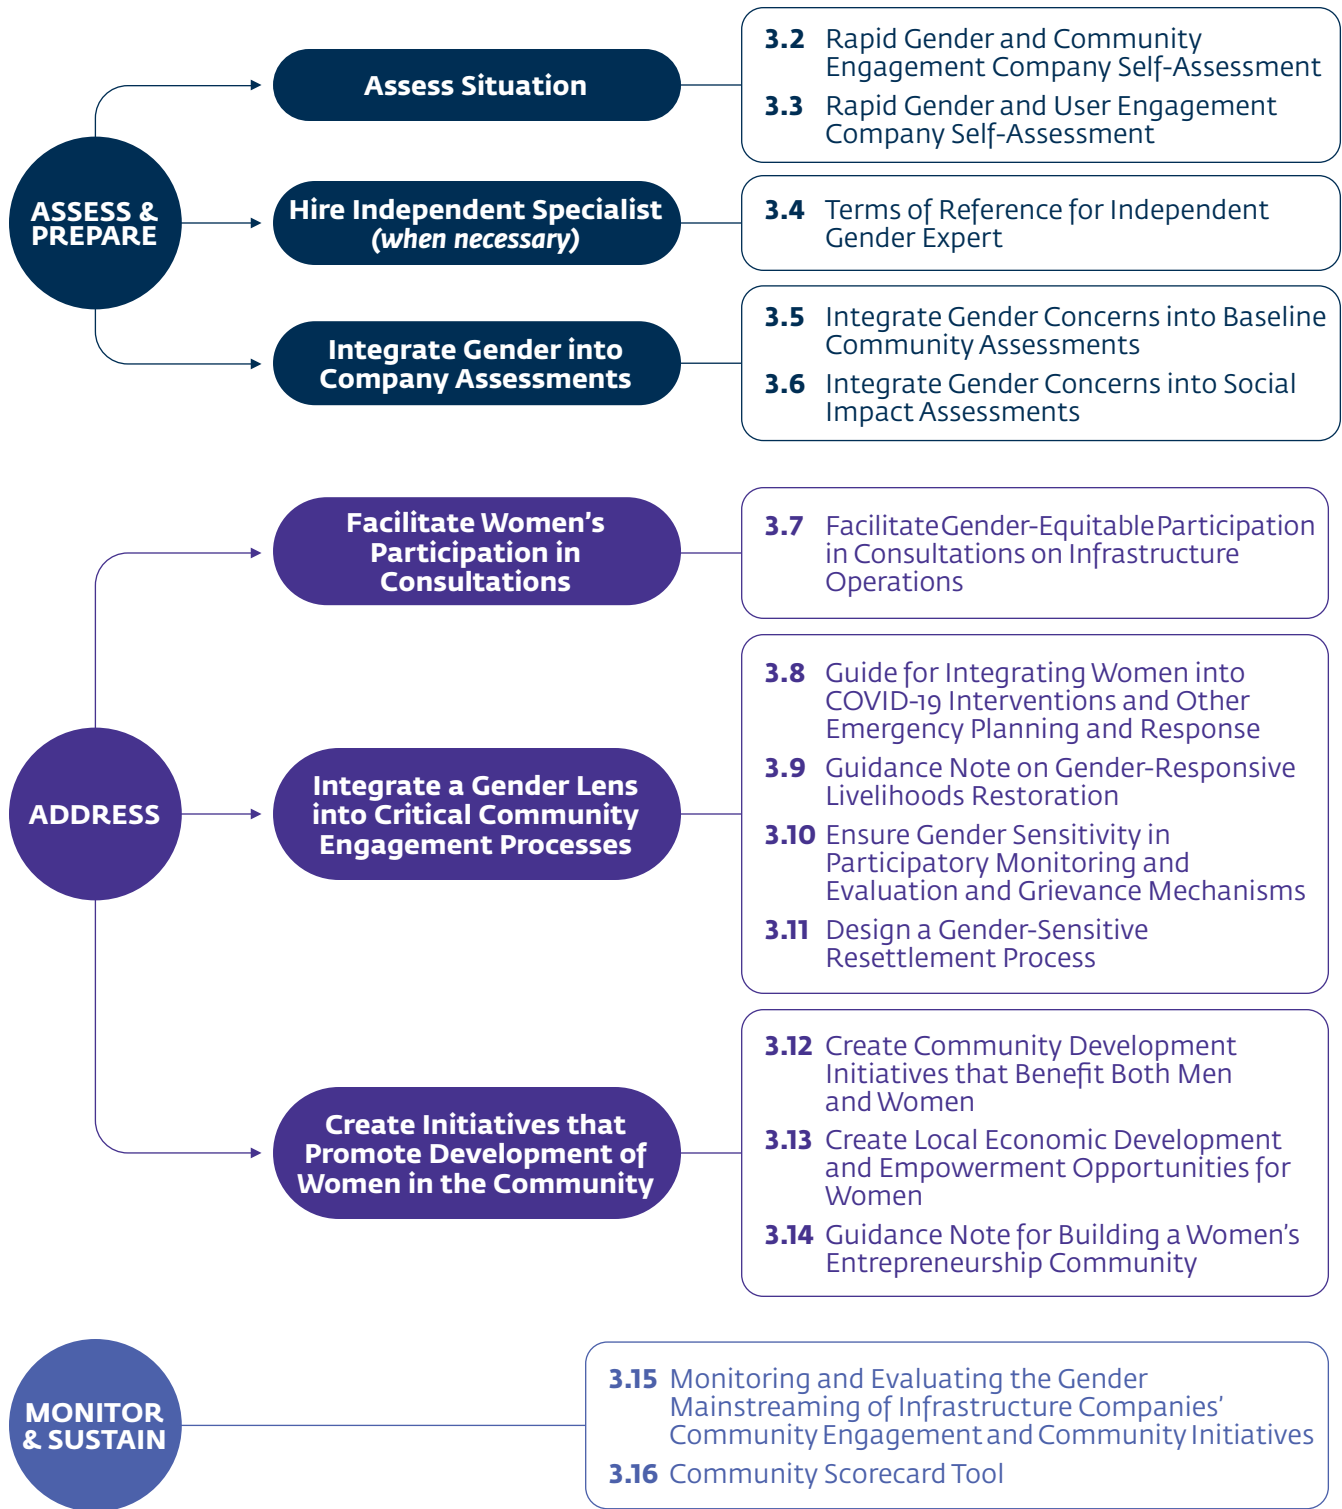 ASSESS &
PREPARE
Assess Situation
3.2 Rapid Gender and Community
Engagement Company Self-Assessment
3.3 Rapid Gender and User Engagement
Company Self-Assessment
Hire Independent Specialist
(when necessary)
3.4 Terms of Reference for Independent
Gender Expert
Integrate Gender into
Company Assessments
3.5 Integrate Gender Concerns into Baseline
Community Assessments
3.6 Integrate Gender Concerns into Social
Impact Assessments
ADDRESS
Facilitate Women's
Participation in
Consultations
3.7 Facilitate Gender-Equitable Participation
in Consultations on Infrastructure
Operations
Integrate a Gender Lens
into Critical Community
Engagement Processes
3.8 Guide for Integrating Women into
COVID-19 Interventions and Other
Emergency Planning and Response
3.9 Guidance Note on Gender-Responsive
Livelihoods Restoration
3.10 Ensure Gender Sensitivity in
Participatory Monitoring and
Evaluation and Grievance Mechanisms
3.11 Design a Gender-Sensitive
Resettlement Process
Create Initiatives that
Promote Development of
Women in the Community
3.12 Create Community Development
Initiatives that Benefit Both Men
and Women
3.13 Create Local Economic Development
and Empowerment Opportunities for
Women
3.14 Guidance Note for Building a Women's
Entrepreneurship Community
MONITOR
& SUSTAIN
3.15 Monitoring and Evaluating the Gender
Mainstreaming of Infrastructure Companies'
Community Engagement and Community Initiatives
3.16 Community Scorecard Tool